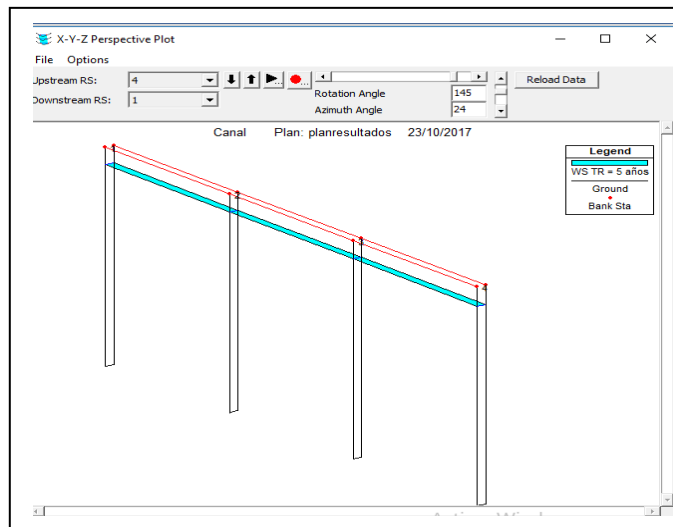 X-Y-Z Perspective Plot
File Options
Upstream RS: 4
Downstream RS: 1
Rotation Angle 145
Azimuth Angle 24
Reload Data
Canal Plan: planresultados 23/10/2017
Legend
WS TR = 5 años
Ground
Bank Sta
4